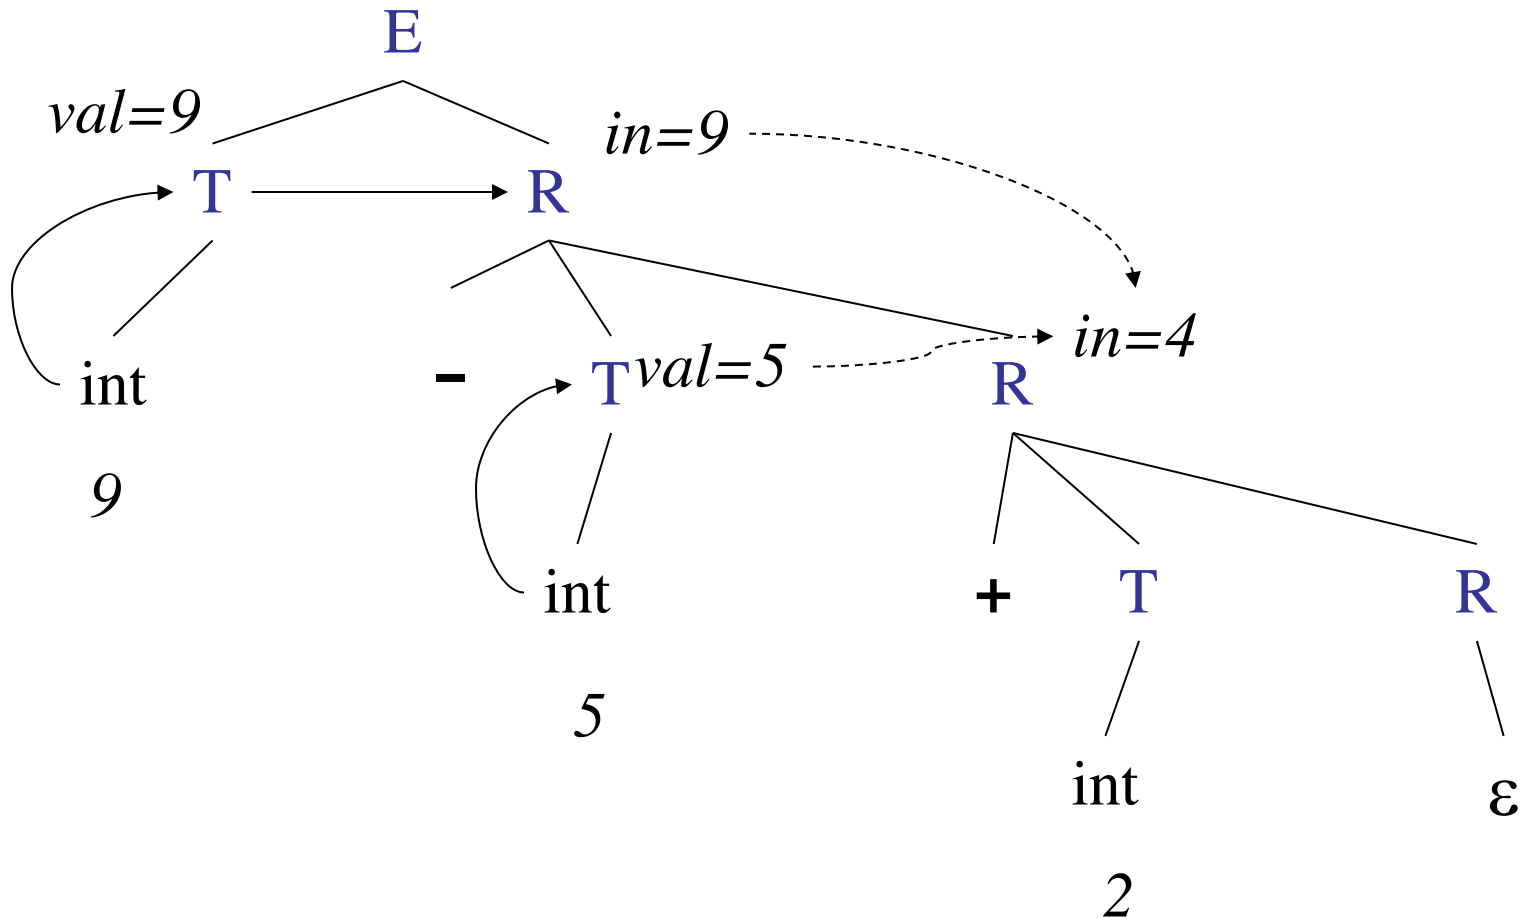 E
val=9
in=9
T
R
in=4
int
-
T
val=5
R
9
int
+
T
R
5
int
ε
2